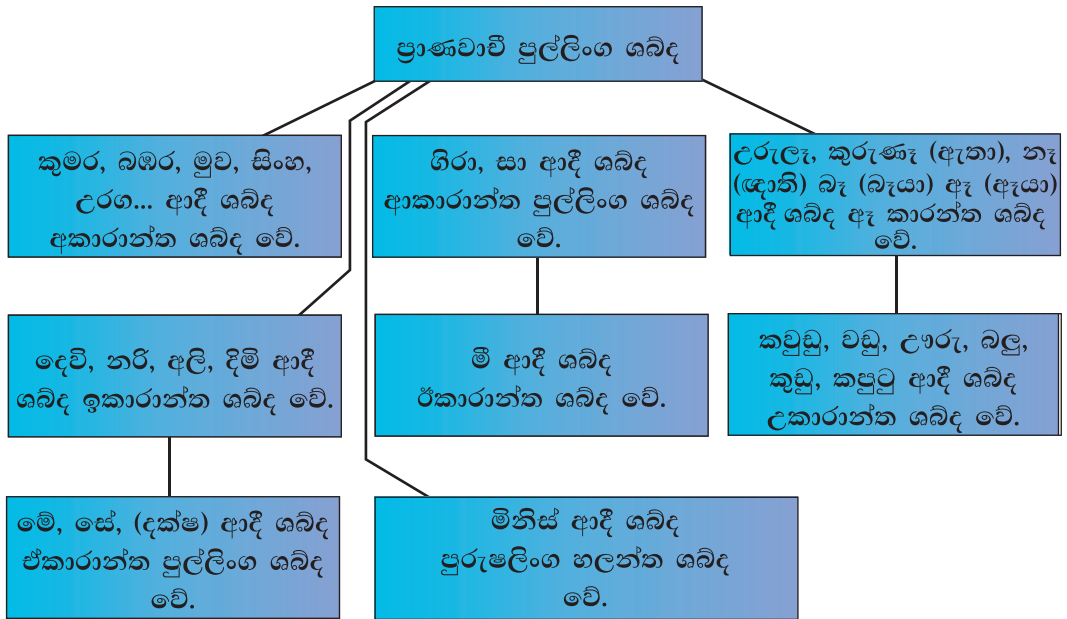 ප්‍රාණවාචී පුල්ලිංග ශබ්ද
කුමර, බඹර, මුව, සිංහ,
උරග... ආදී ශබ්ද
අකාරාන්ත ශබ්ද වේ.
ගිරා, සා ආදී ශබ්ද
ආකාරාන්ත පුල්ලිංග ශබ්ද
වේ.
උරුලෑ, කුරුණෑ (ඇතා), නෑ
(ඥාති) බෑ (බෑයා) ඈ (ඈයා)
ආදී ශබ්ද ඈ කාරන්ත ශබ්ද
වේ.
දෙවි, නරි, අලි, දිමි ආදී
ශබ්ද ඉකාරාන්ත ශබ්ද වේ.
මී ආදී ශබ්ද
ඊකාරාන්ත ශබ්ද වේ.
කවුඩු, වඩු, ඌරු, බලු,
කුඩු, කපුටු ආදී ශබ්ද
උකාරාන්ත ශබ්ද වේ.
මේ, සේ, (දක්ෂ) ආදී ශබ්ද
ඒකාරාන්ත පුල්ලිංග ශබ්ද
වේ.
මිනිස් ආදී ශබ්ද
පුරුෂලිංග හලන්ත ශබ්ද
වේ.